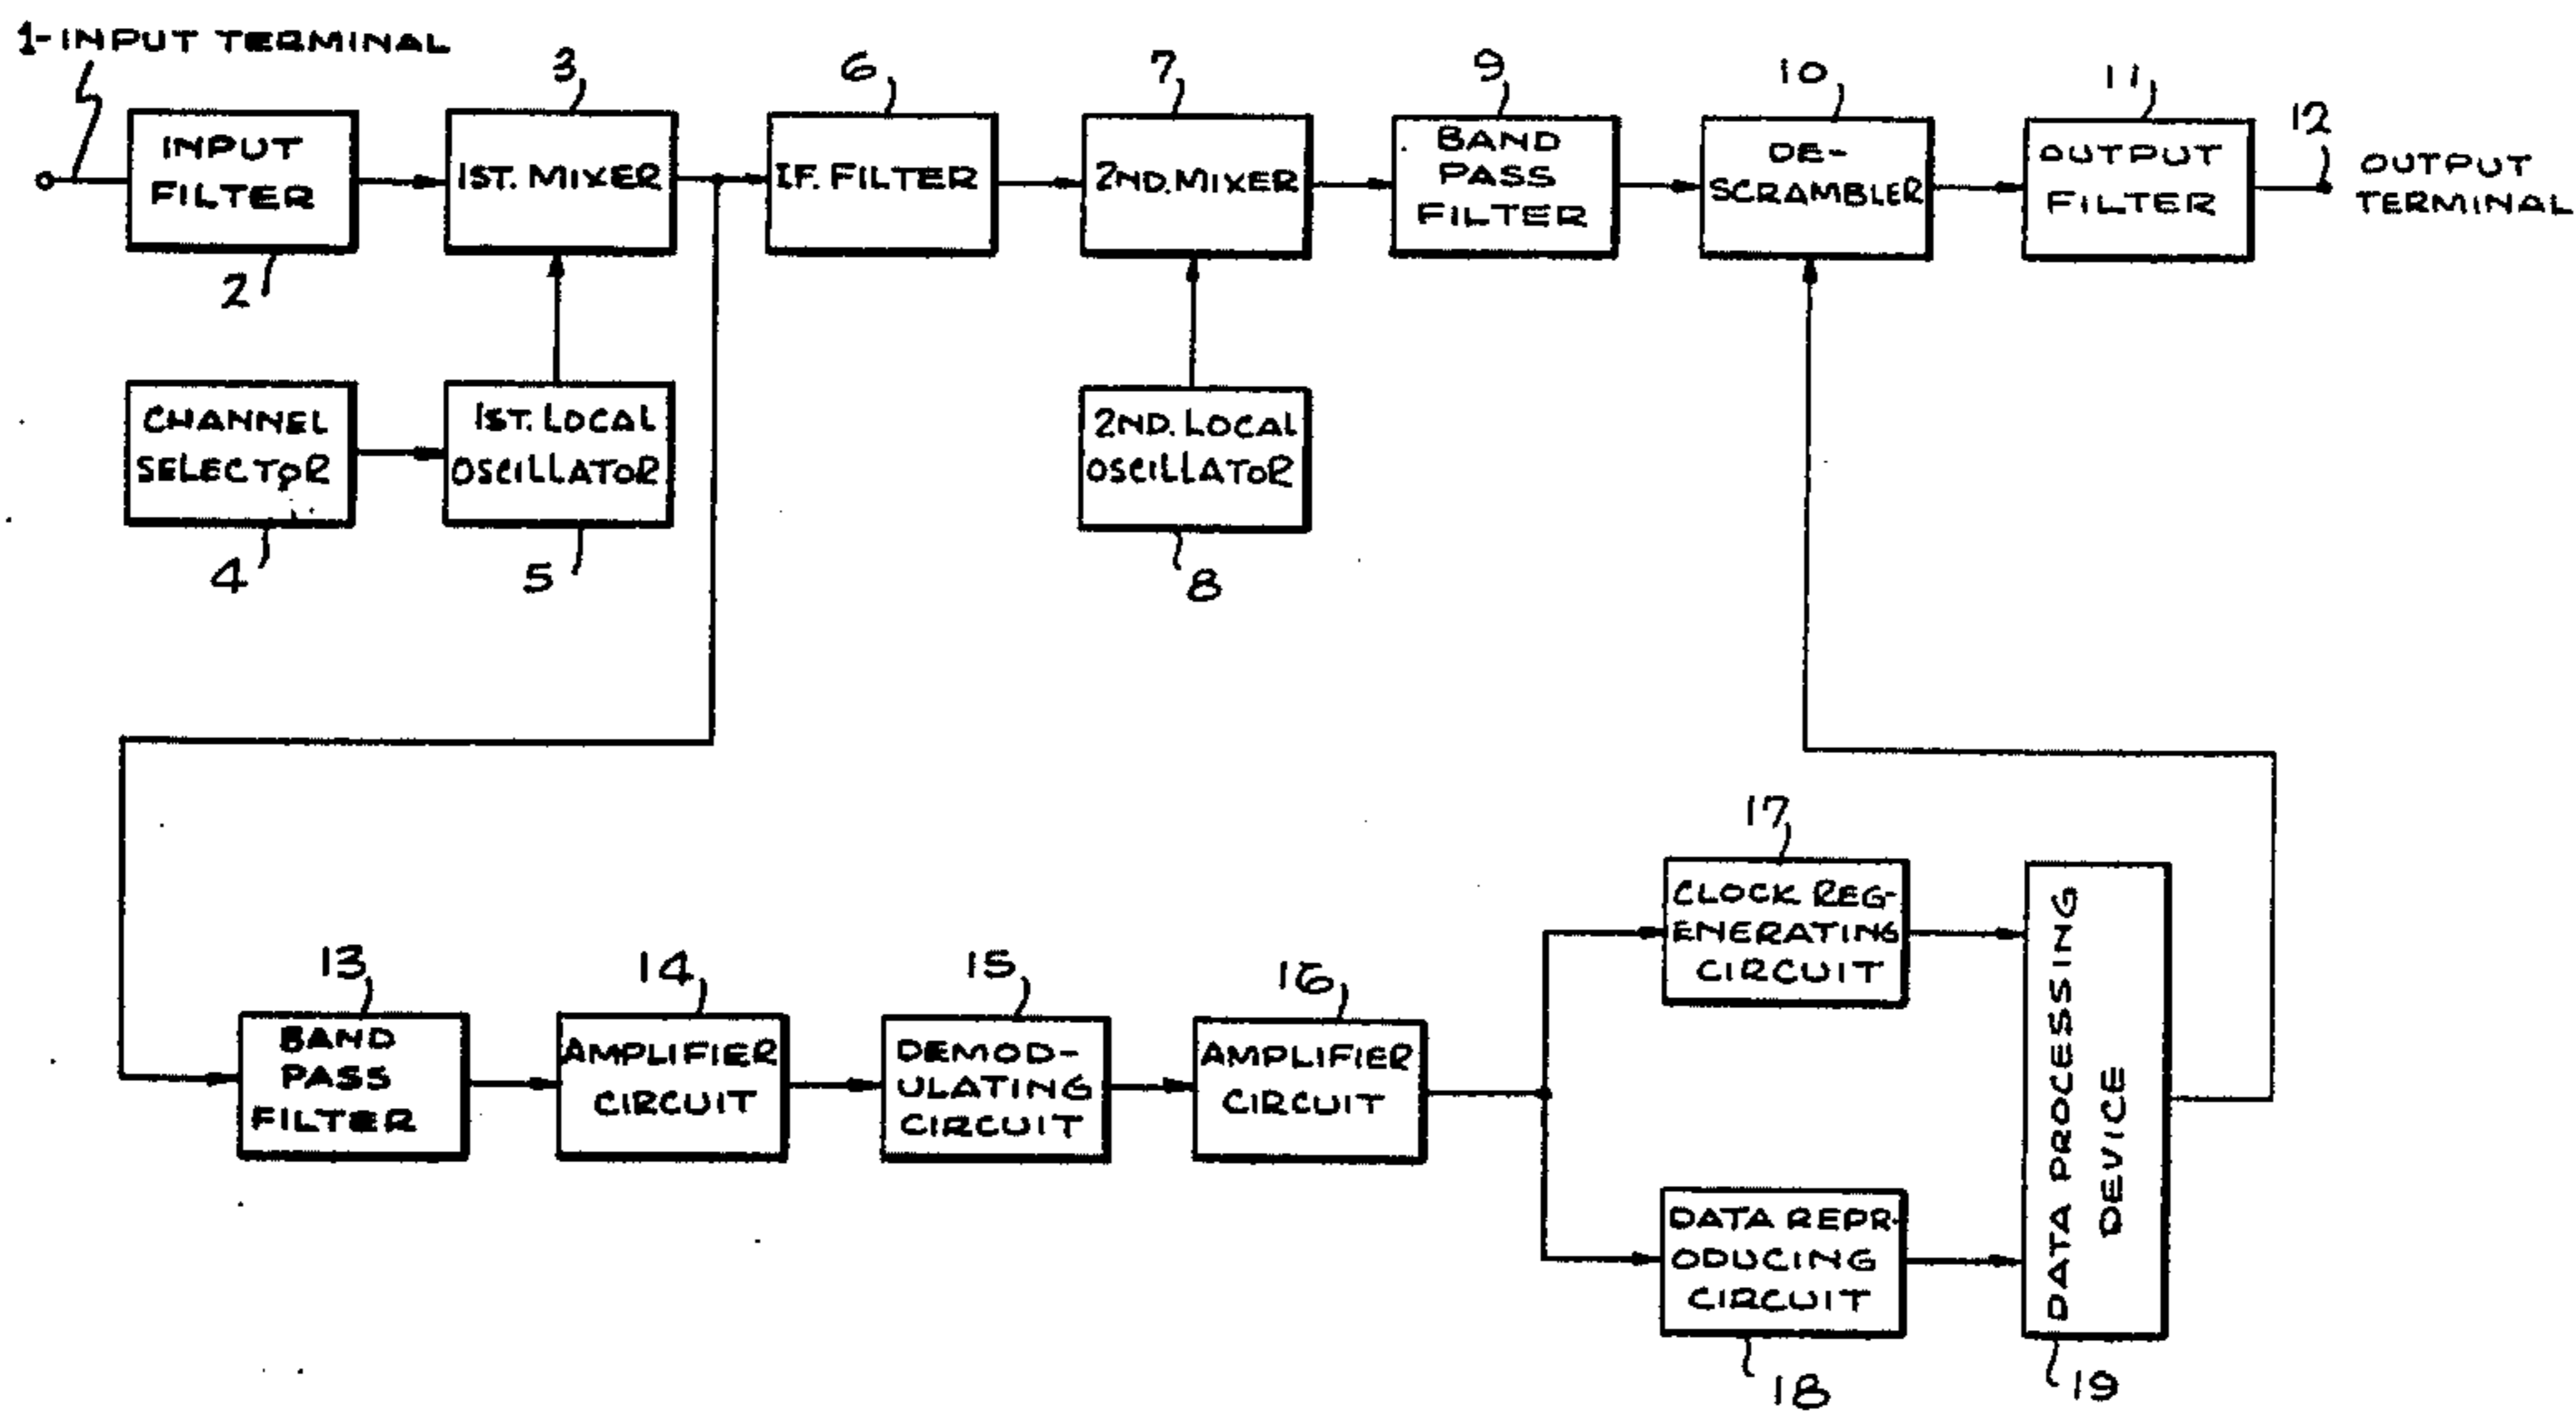 1-INPUT TERMINAL
3
6
7
9
10
11
12
INPUT
FILTER
2
1ST. MIXER
I.F. FILTER
2ND. MIXER
BAND
PASS
FILTER
DE-
SCRAMBLER
OUTPUT
FILTER
OUTPUT
TERMINAL
CHANNEL
SELECTOR
4
1ST. LOCAL
OSCILLATOR
5
2ND. LOCAL
OSCILLATOR
8
13
BAND
PASS
FILTER
14
AMPLIFIER
CIRCUIT
15
DEMOD-
ULATING
CIRCUIT
16
AMPLIFIER
CIRCUIT
17
CLOCK REG-
ENERATING
CIRCUIT
DATA REPR-
ODUCING
CIRCUIT
18
DATA PROCESSING
DEVICE
19